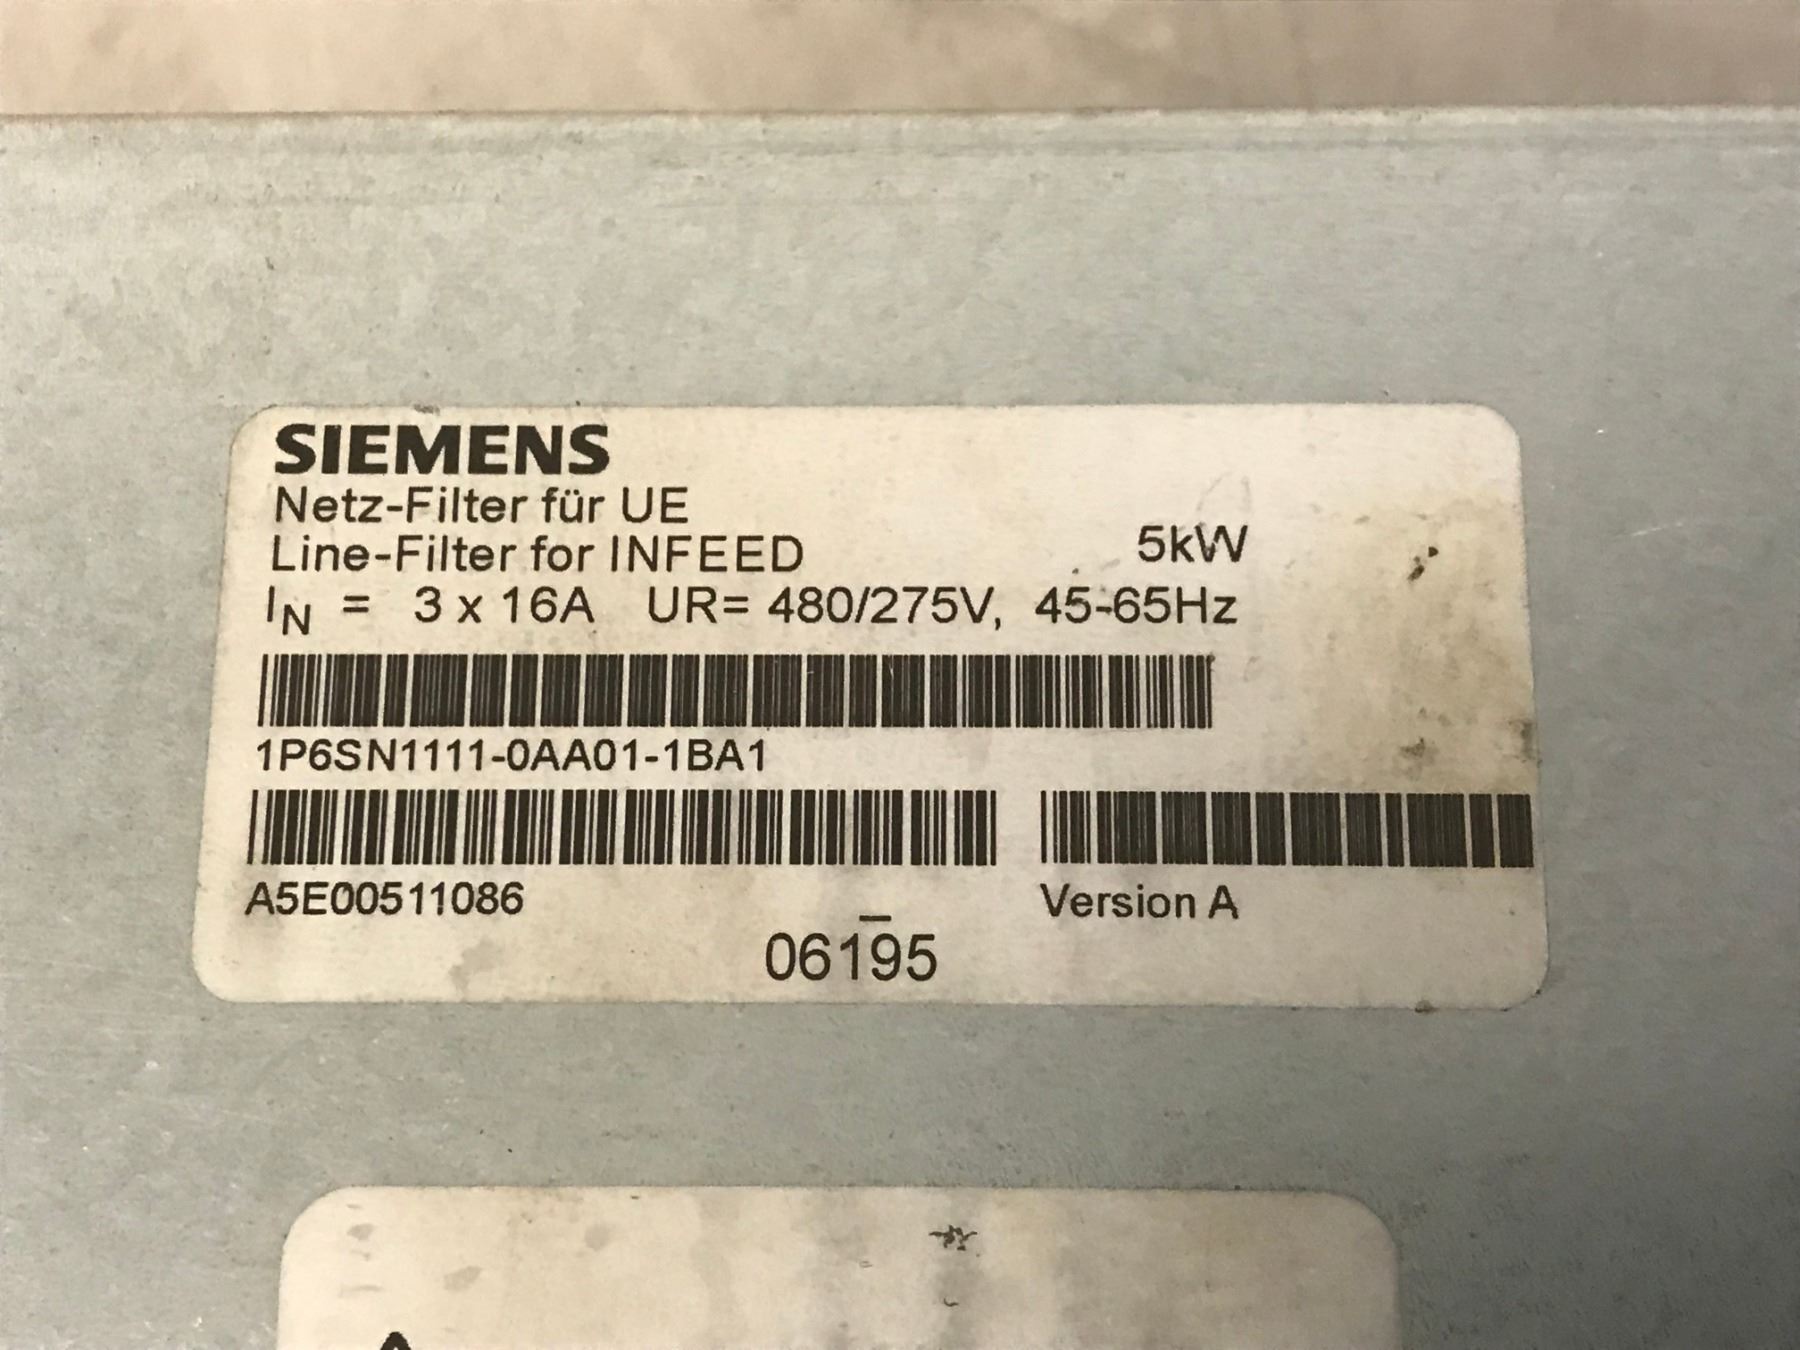 SIEMENS
Netz-Filter für UE
Line-Filter for INFEED 5kW
IN = 3 x 16A UR= 480/275V, 45-65Hz
1P6SN1111-0AA01-1BA1
A5E00511086 Version A
06195